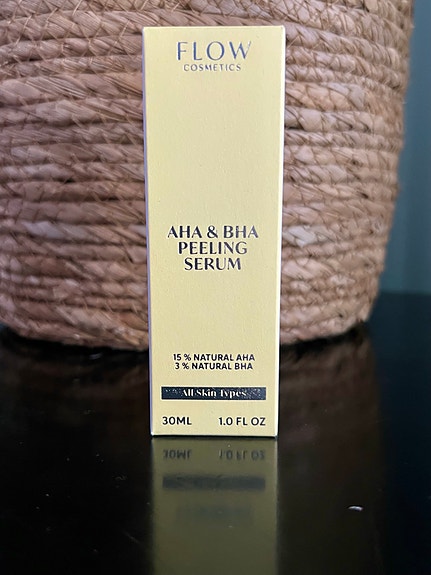 FLOW
COSMETICS
AHA & BHA
PEELING
SERUM
15 % NATURAL AHA
3 % NATURAL BHA
All Skin Types
30ML 1.0 FL OZ